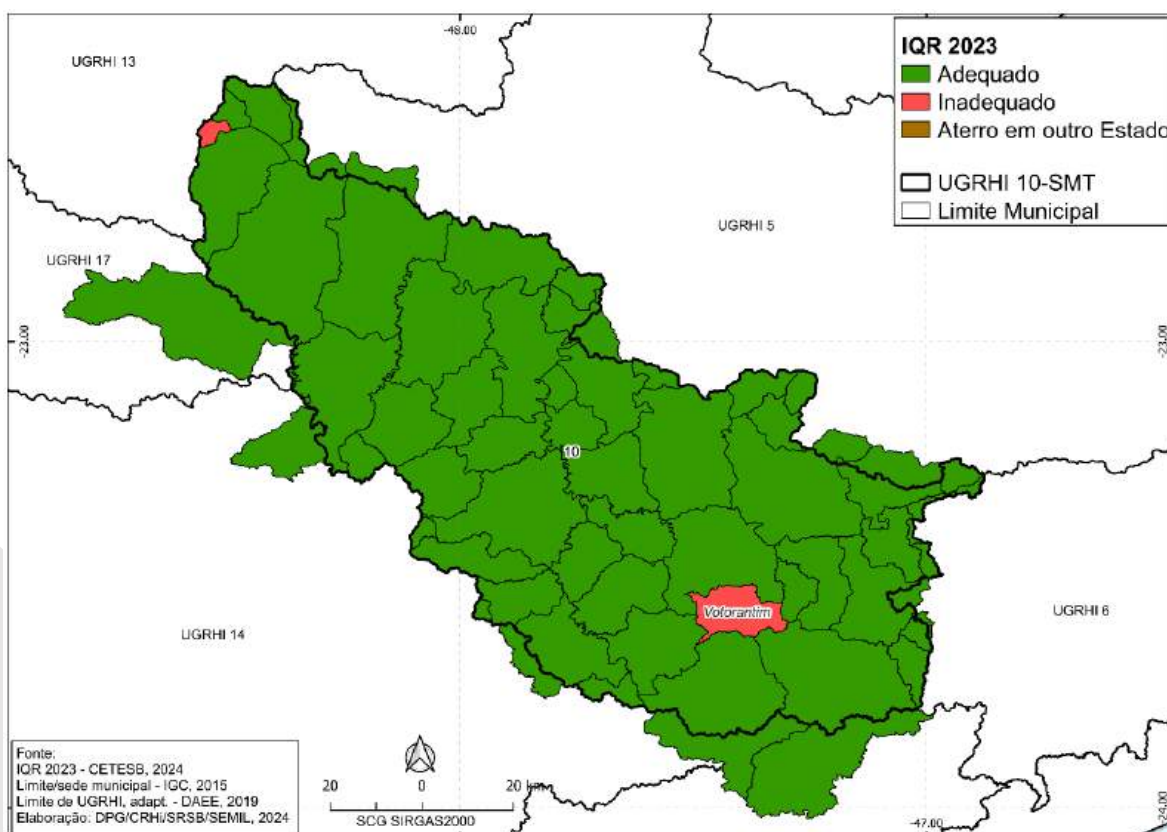 -48.00
UGRHI 13
IQR 2023
Adequado
Inadequado
Aterro em outro Estado
UGRHI 10-SMT
Limite Municipal
UGRHI 5
UGRHI 17
-23.00
-23.00
10
Votorantim
UGRHI 6
UGRHI 14
Fonte:
IQR 2023 - CETESB, 2024
Limite/sede municipal - IGC, 2015
Limite de UGRHI, adapt. - DAEE, 2019
Elaboração: DPG/CRHi/SRSB/SEMIL, 2024
20 0 20 km
SCG SIRGAS2000
-47.00
-24.00